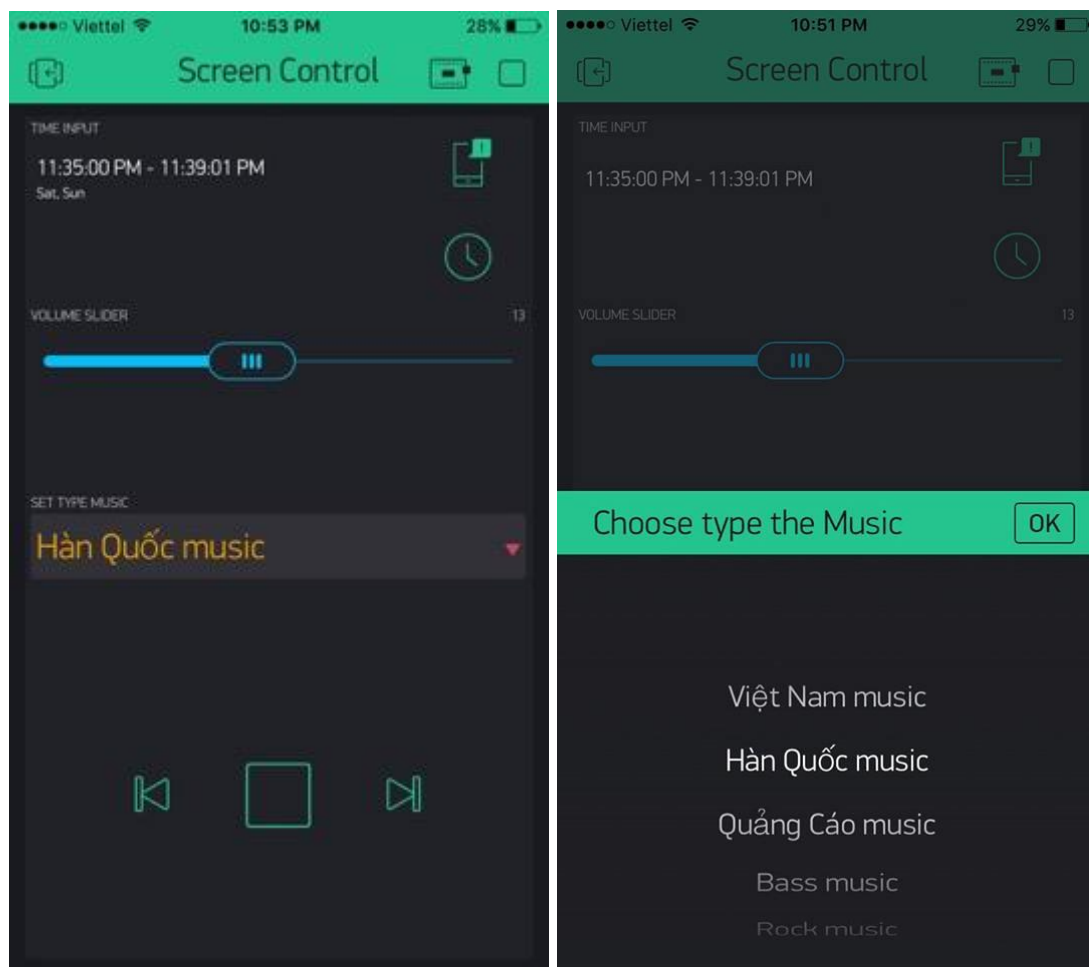 Viettel 10:53 PM 28%
Screen Control
TIME INPUT
11:35:00 PM - 11:39:01 PM
Sat, Sun
VOLUME SLIDER 13
SET TYPE MUSIC
Hàn Quốc music
Viettel 10:51 PM 29%
Screen Control
TIME INPUT
11:35:00 PM - 11:39:01 PM
VOLUME SLIDER 13
Choose type the Music OK
Việt Nam music
Hàn Quốc music
Quảng Cáo music
Bass music
Rock music